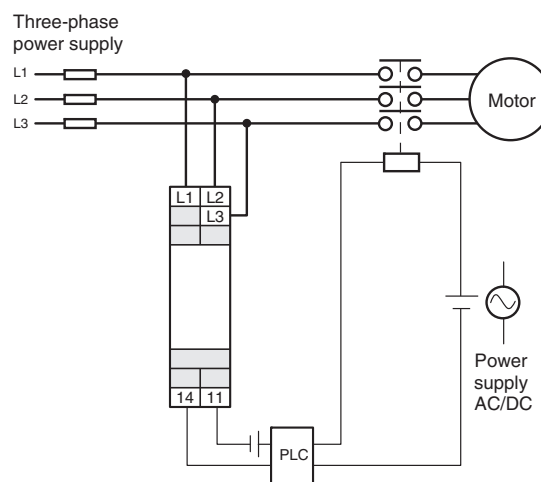 Three-phase
power supply
L1
L2
L3
Motor
L1 L2
L3
Power
supply
AC/DC
14 11
PLC